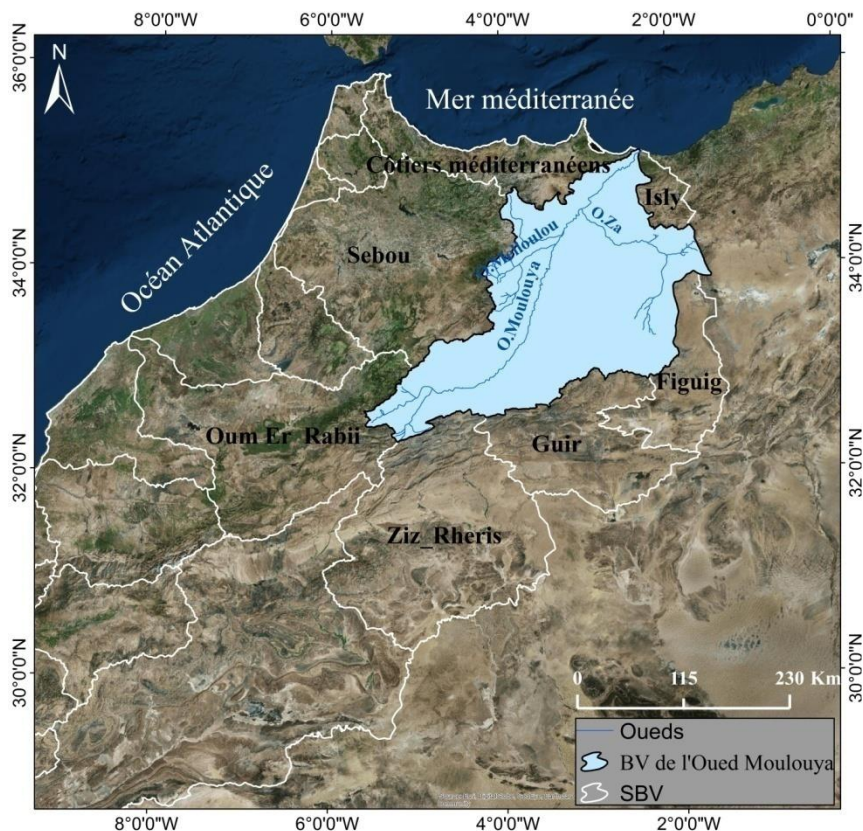 8°0'0"W 6°0'0"W 4°0'0"W 2°0'0"W 0°0'0"
36°0'0"N
N
Mer méditerranée
Océan Atlantique
Côtiers méditerranéens
Isly
O.Za
34°0'0"N 34°0'0"N
Sebou
O.Melloulou
O.Moulouya
Figuig
Oum Er_Rabii
Guir
32°0'0"N 32°0'0"N
Ziz_Rheris
30°0'0"N 30°0'0"N
0 115 230 Km
Oueds
BV de l'Oued Moulouya
SBV
8°0'0"W 6°0'0"W 4°0'0"W 2°0'0"W